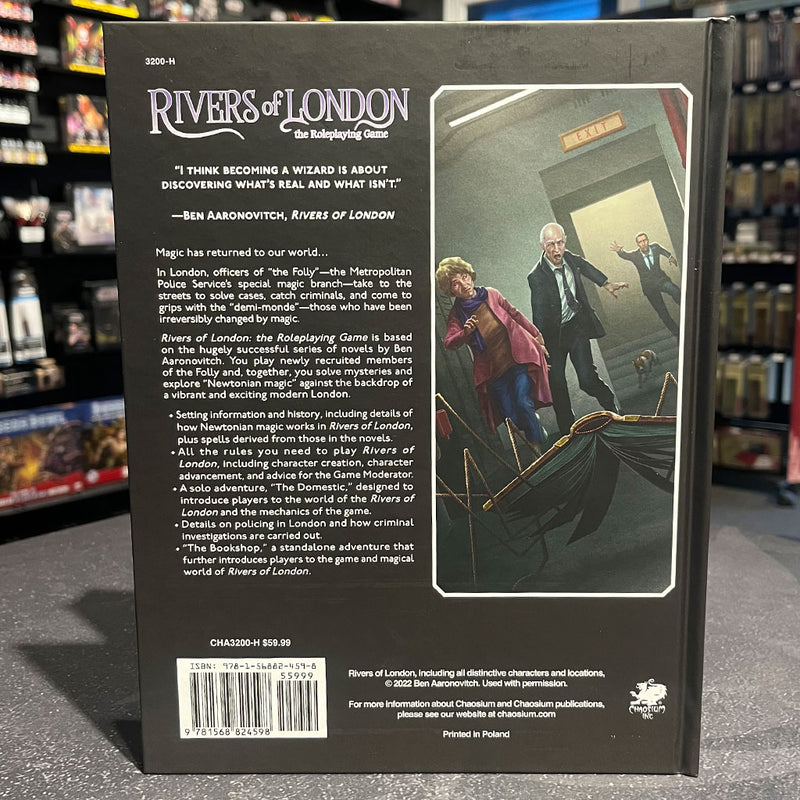 3200-H
RIVERS of LONDON
the Roleplaying Game
"I THINK BECOMING A WIZARD IS ABOUT
DISCOVERING WHAT'S REAL AND WHAT ISN'T."
—BEN AARONOVITCH, RIVERS OF LONDON
Magic has returned to our world...
In London, officers of "the Folly"—the Metropolitan
Police Service's special magic branch—take to the
streets to solve cases, catch criminals, and come to
grips with the "demi-monde"—those who have been
irreversibly changed by magic.
Rivers of London: the Roleplaying Game is based
on the hugely successful series of novels by Ben
Aaronovitch. You play newly recruited members
of the Folly and, together, you solve mysteries and
explore "Newtonian magic" against the backdrop of
a vibrant and exciting modern London.
• Setting information and history, including details of
how Newtonian magic works in Rivers of London,
plus spells derived from those in the novels.
• All the rules you need to play Rivers of
London, including character creation, character
advancement, and advice for the Game Moderator.
• A solo adventure, "The Domestic," designed to
introduce players to the world of the Rivers of
London and the mechanics of the game.
• Details on policing in London and how criminal
investigations are carried out.
• "The Bookshop," a standalone adventure that
further introduces players to the game and magical
world of Rivers of London.
EXIT
CHA3200-H $59.99
ISBN: 978-1-56882-459-8
55999
9 781568 824598
Rivers of London, including all distinctive characters and locations,
© 2022 Ben Aaronovitch. Used with permission.
For more information about Chaosium and Chaosium publications,
please see our website at chaosium.com
Printed in Poland
CHAOSIUM
INC